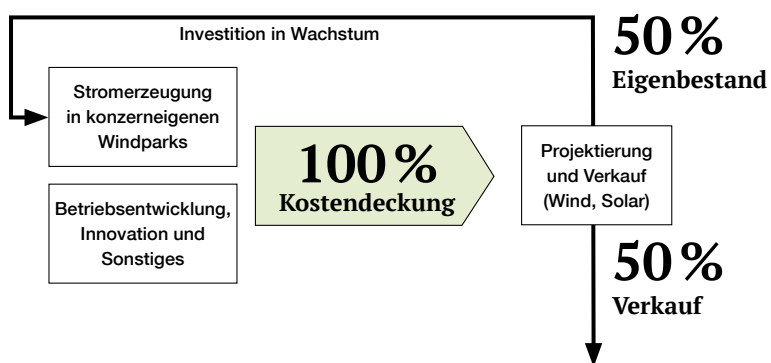 Investition in Wachstum
50 %
Eigenbestand
Stromerzeugung
in konzerneigenen
Windparks
100 %
Kostendeckung
Projektierung
und Verkauf
(Wind, Solar)
Betriebsentwicklung,
Innovation und
Sonstiges
50 %
Verkauf